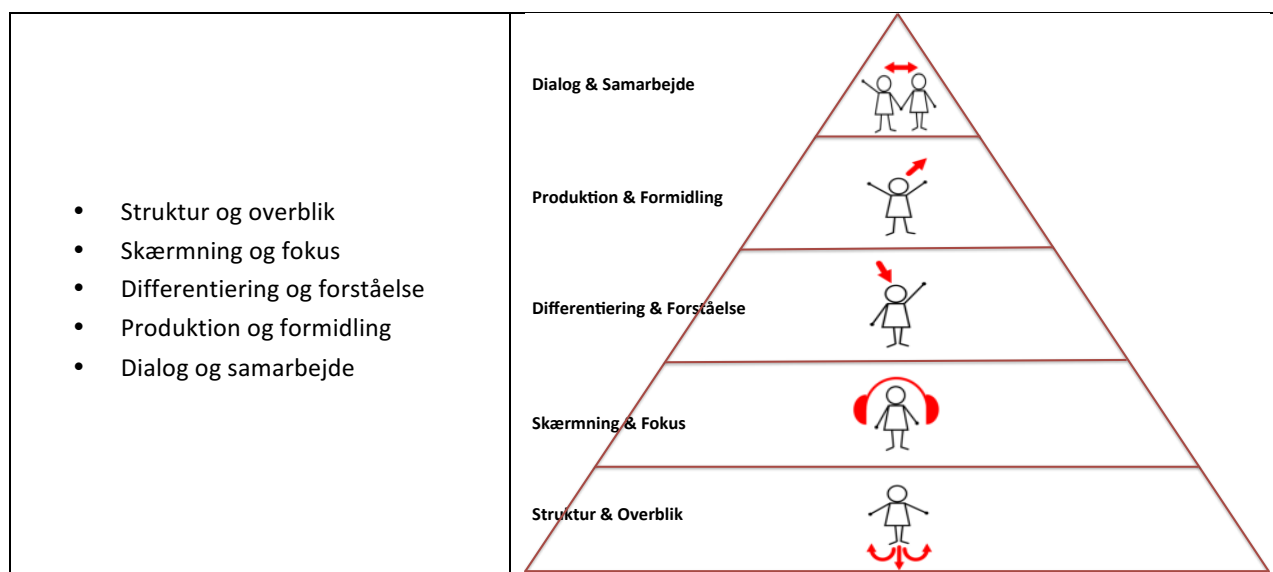 • Struktur og overblik
• Skærmning og fokus
• Differentiering og forståelse
• Produktion og formidling
• Dialog og samarbejde
Dialog & Samarbejde
Produktion & Formidling
Differentiering & Forståelse
Skærmning & Fokus
Struktur & Overblik